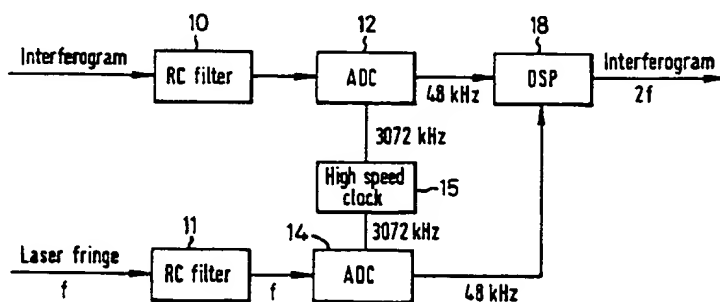 10
12
18
Interferogram
RC filter
ADC
48 kHz
DSP
Interferogram
2f
3072 kHz
High speed
clock
15
3072 kHz
11
14
Laser fringe
f
RC filter
f
ADC
48 kHz